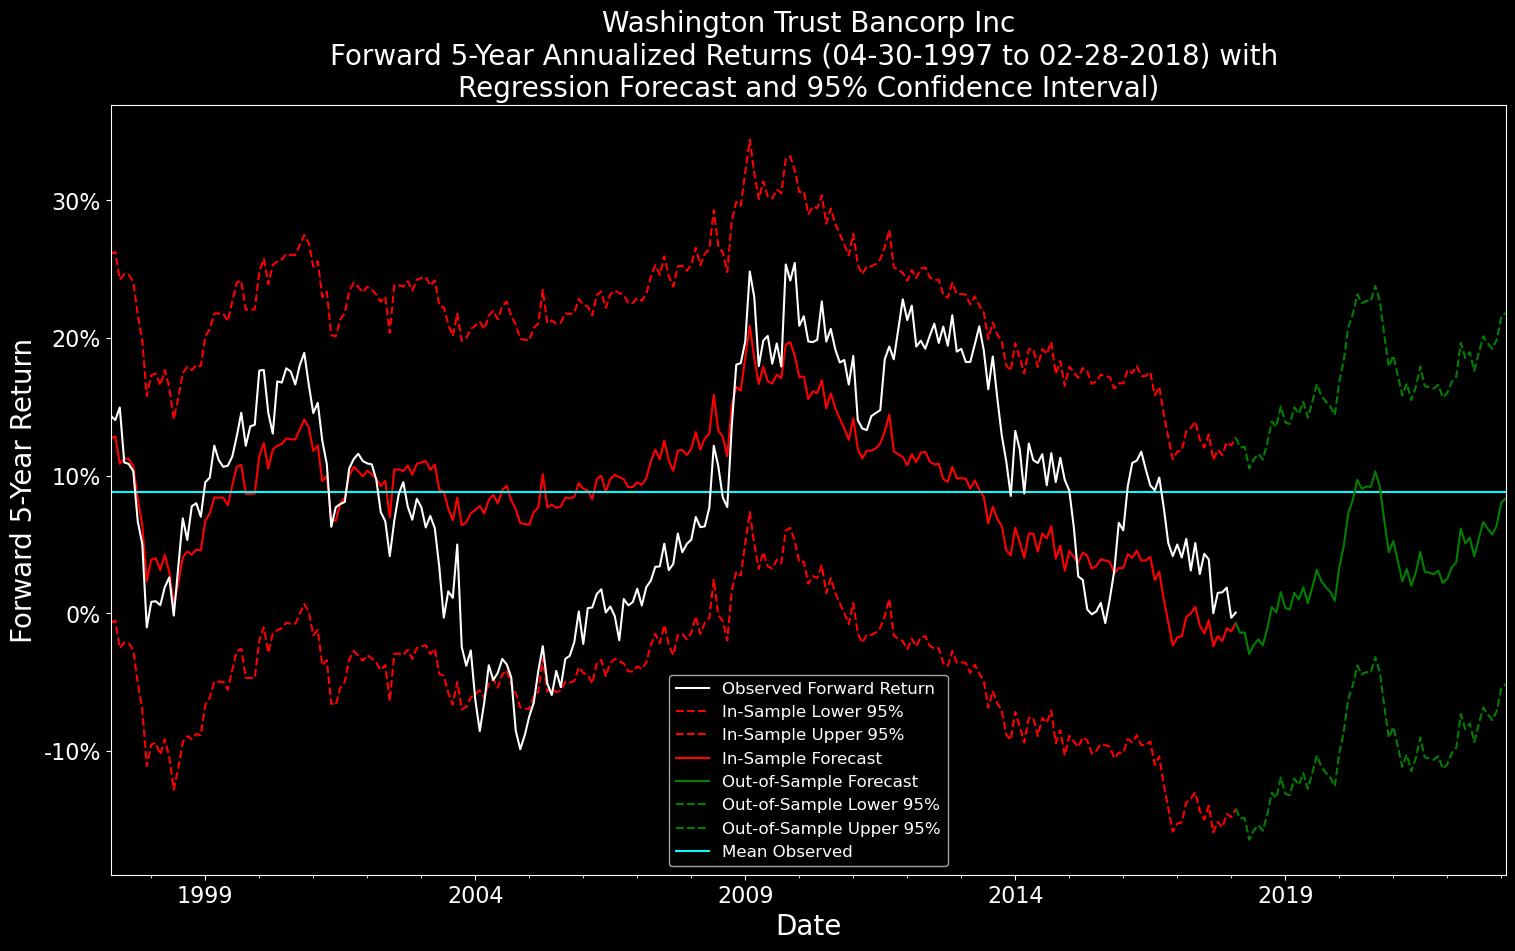 Washington Trust Bancorp Inc
Forward 5-Year Annualized Returns (04-30-1997 to 02-28-2018) with
Regression Forecast and 95% Confidence Interval)
Forward 5-Year Return
30%
20%
10%
0%
-10%
Observed Forward Return
In-Sample Lower 95%
In-Sample Upper 95%
In-Sample Forecast
Out-of-Sample Forecast
Out-of-Sample Lower 95%
Out-of-Sample Upper 95%
Mean Observed
1999
2004
2009
2014
2019
Date